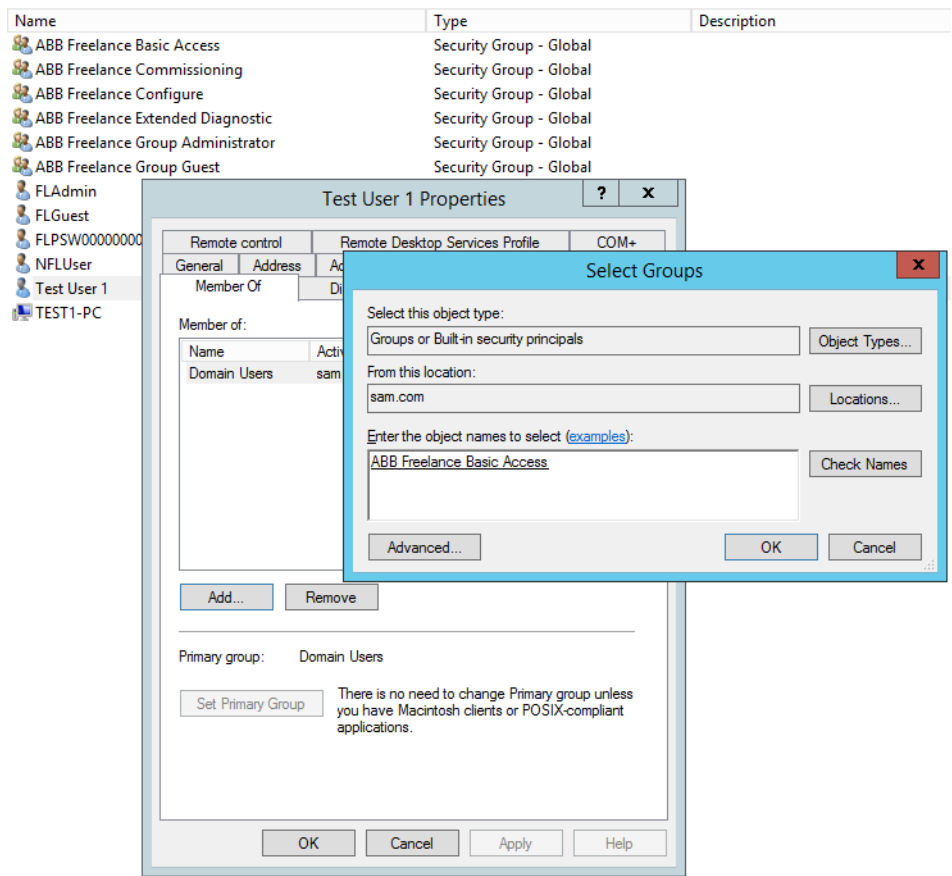 Name Type Description
ABB Freelance Basic Access Security Group - Global
ABB Freelance Commissioning Security Group - Global
ABB Freelance Configure Security Group - Global
ABB Freelance Extended Diagnostic Security Group - Global
ABB Freelance Group Administrator Security Group - Global
ABB Freelance Group Guest Security Group - Global
FLAdmin
FLGuest
FLPSW00000000
NFLUser
Test User 1
TEST1-PC
Test User 1 Properties ? x
Remote control Remote Desktop Services Profile COM+
General Address
Member Of
Member of:
Name
Domain Users sam
Add... Remove
Primary group: Domain Users
Set Primary Group
There is no need to change Primary group unless
you have Macintosh clients or POSIX-compliant
applications.
OK Cancel Apply Help
Select Groups x
Select this object type:
Groups or Built-in security principals Object Types...
From this location:
sam.com Locations...
Enter the object names to select (examples):
ABB Freelance Basic Access Check Names
Advanced... OK Cancel